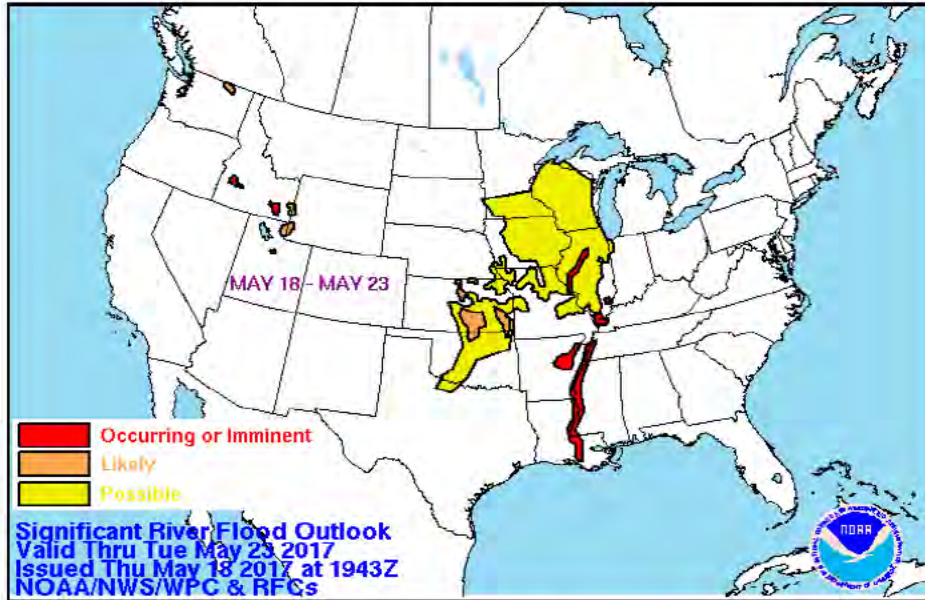 MAY 18 - MAY 23
Occurring or Imminent
Likely
Possible
Significant River Flood Outlook
Valid Thru Tue May 23 2017
Issued Thu May 18 2017 at 1943Z
NOAA/NWS/WPC & RFCs
NOAA